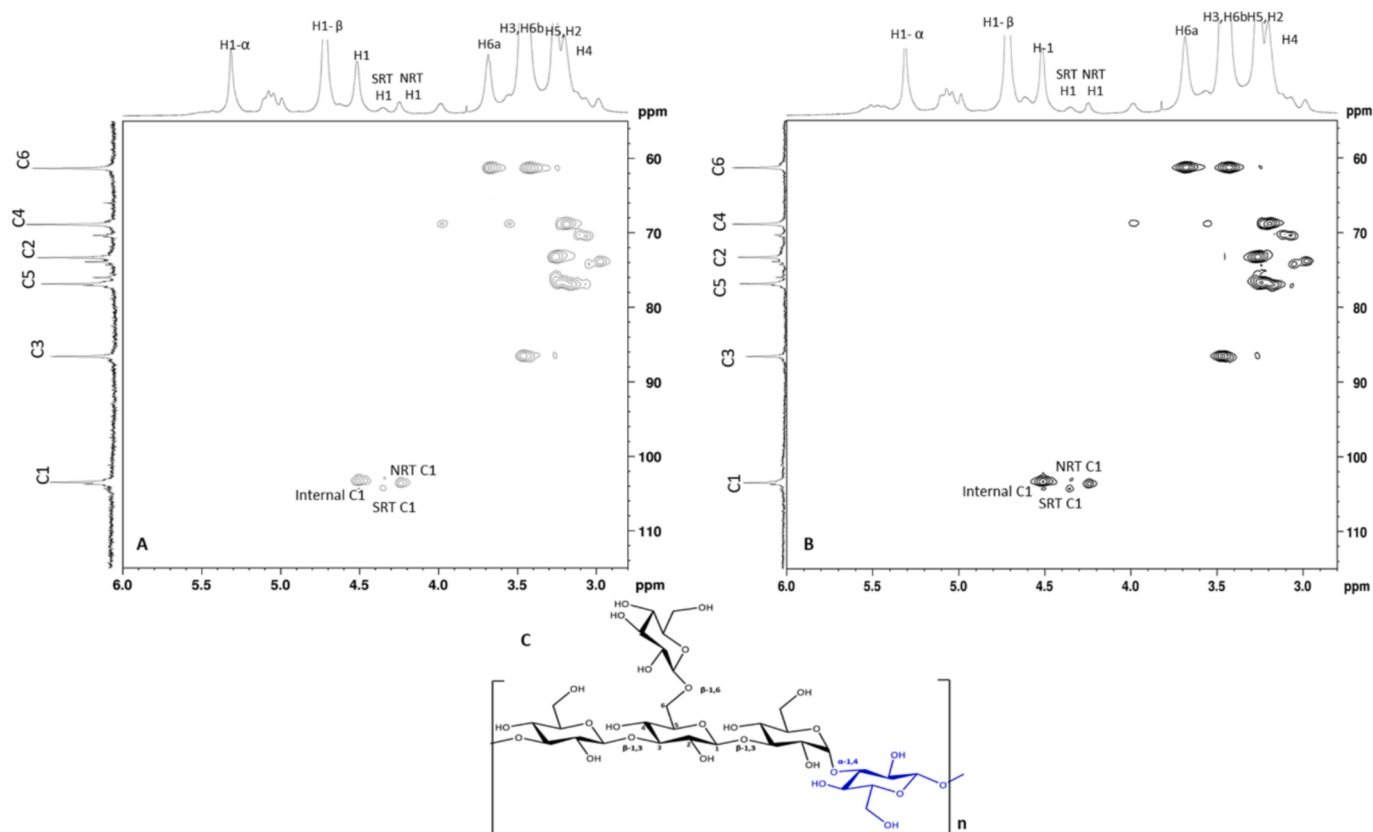 H1-α
H1- β
H1
SRT
H1
NRT
H1
H6a
H3,H6b
H5,H2
H4
ppm
C6
C4
C2
C5
C3
C1
60
70
80
90
100
110
Internal C1
NRT C1
SRT C1
A
6.0 5.5 5.0 4.5 4.0 3.5 3.0 ppm
H1- α
H1- β
H-1
SRT
H1
NRT
H1
H6a
H3,H6b
H5,H2
H4
ppm
C6
C4
C2
C5
C3
C1
60
70
80
90
100
110
Internal C1
NRT C1
SRT C1
B
6.0 5.5 5.0 4.5 4.0 3.5 3.0 ppm
C
HO
OH
HO
HO
O
HO
O
β-1,6
OH
6
OH
HO
O
HO
4
5
O
HO
O
O
O
β-1,3
3
2
1
O
β-1,3
OH
OH
OH
O
α-1,4
OH
HO
O
O
OH
n